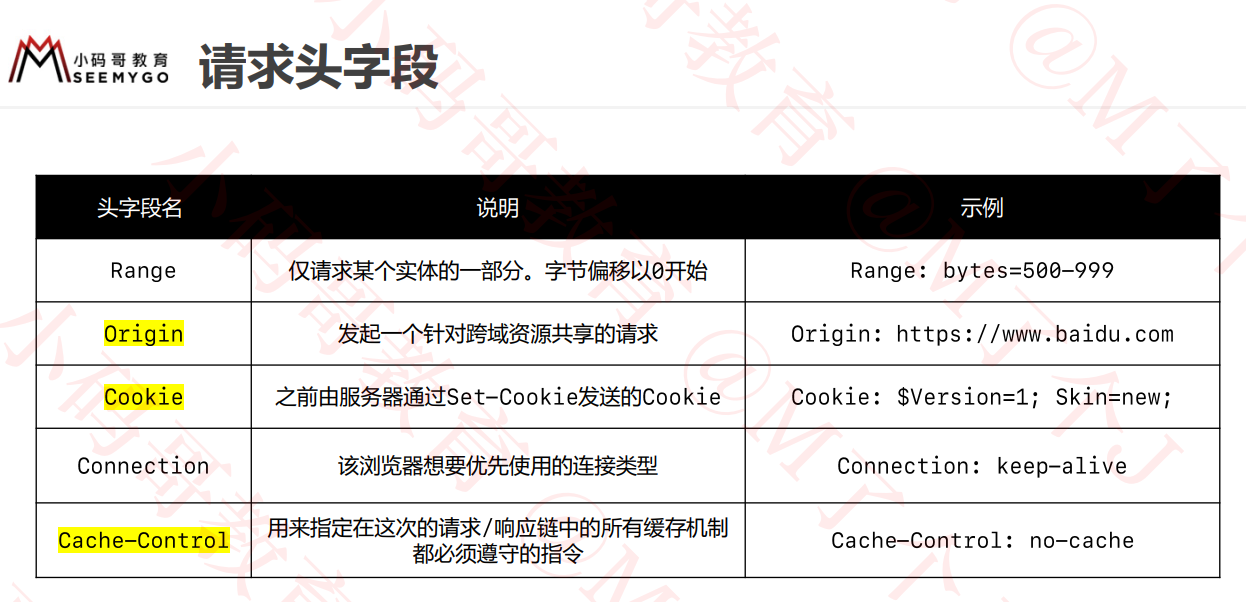 小码哥教育
SEEMYGO
请求头字段
头字段名 说明 示例
Range 仅请求某个实体的一部分。字节偏移以0开始 Range: bytes=500-999
Origin 发起一个针对跨域资源共享的请求 Origin: https://www.baidu.com
Cookie 之前由服务器通过Set-Cookie发送的Cookie Cookie: $Version=1; Skin=new;
Connection 该浏览器想要优先使用的连接类型 Connection: keep-alive
Cache-Control 用来指定在这次的请求/响应链中的所有缓存机制
都必须遵守的指令 Cache-Control: no-cache
小码哥教育 @M了个J